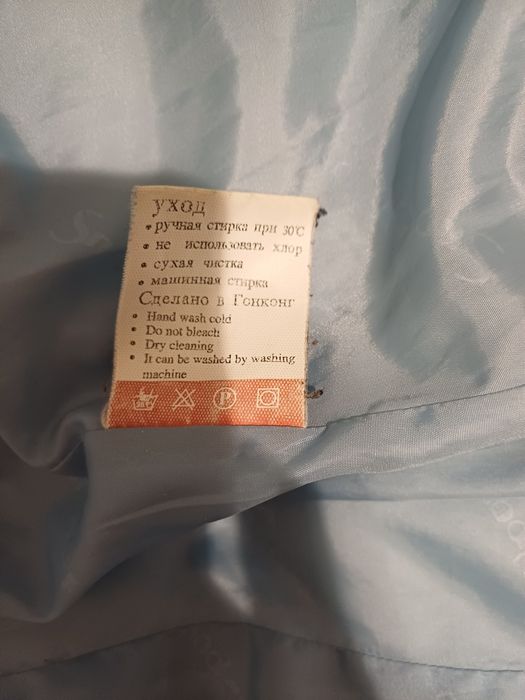 уход
• ручная стирка при 30°C
• не использовать хлор
• сухая чистка
• машинная стирка
Сделано в Гонконг
• Hand wash cold
• Do not bleach
• Dry cleaning
• It can be washed by washing
machine
P